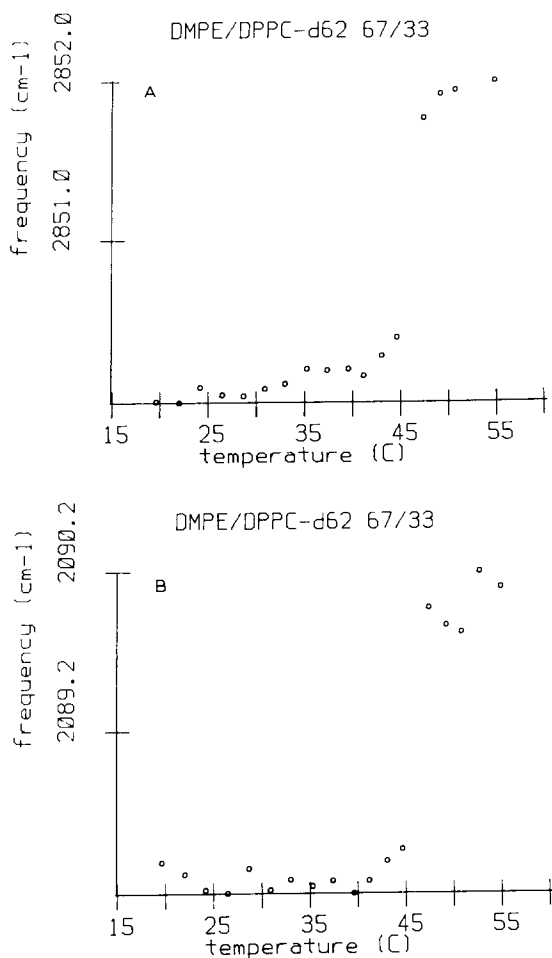 DMPE/DPPC-d62 67/33
A
frequency (cm-1)
2852.0
2851.0
15 25 35 45 55
temperature (C)
DMPE/DPPC-d62 67/33
B
frequency (cm-1)
2090.2
2089.2
15 25 35 45 55
temperature (C)